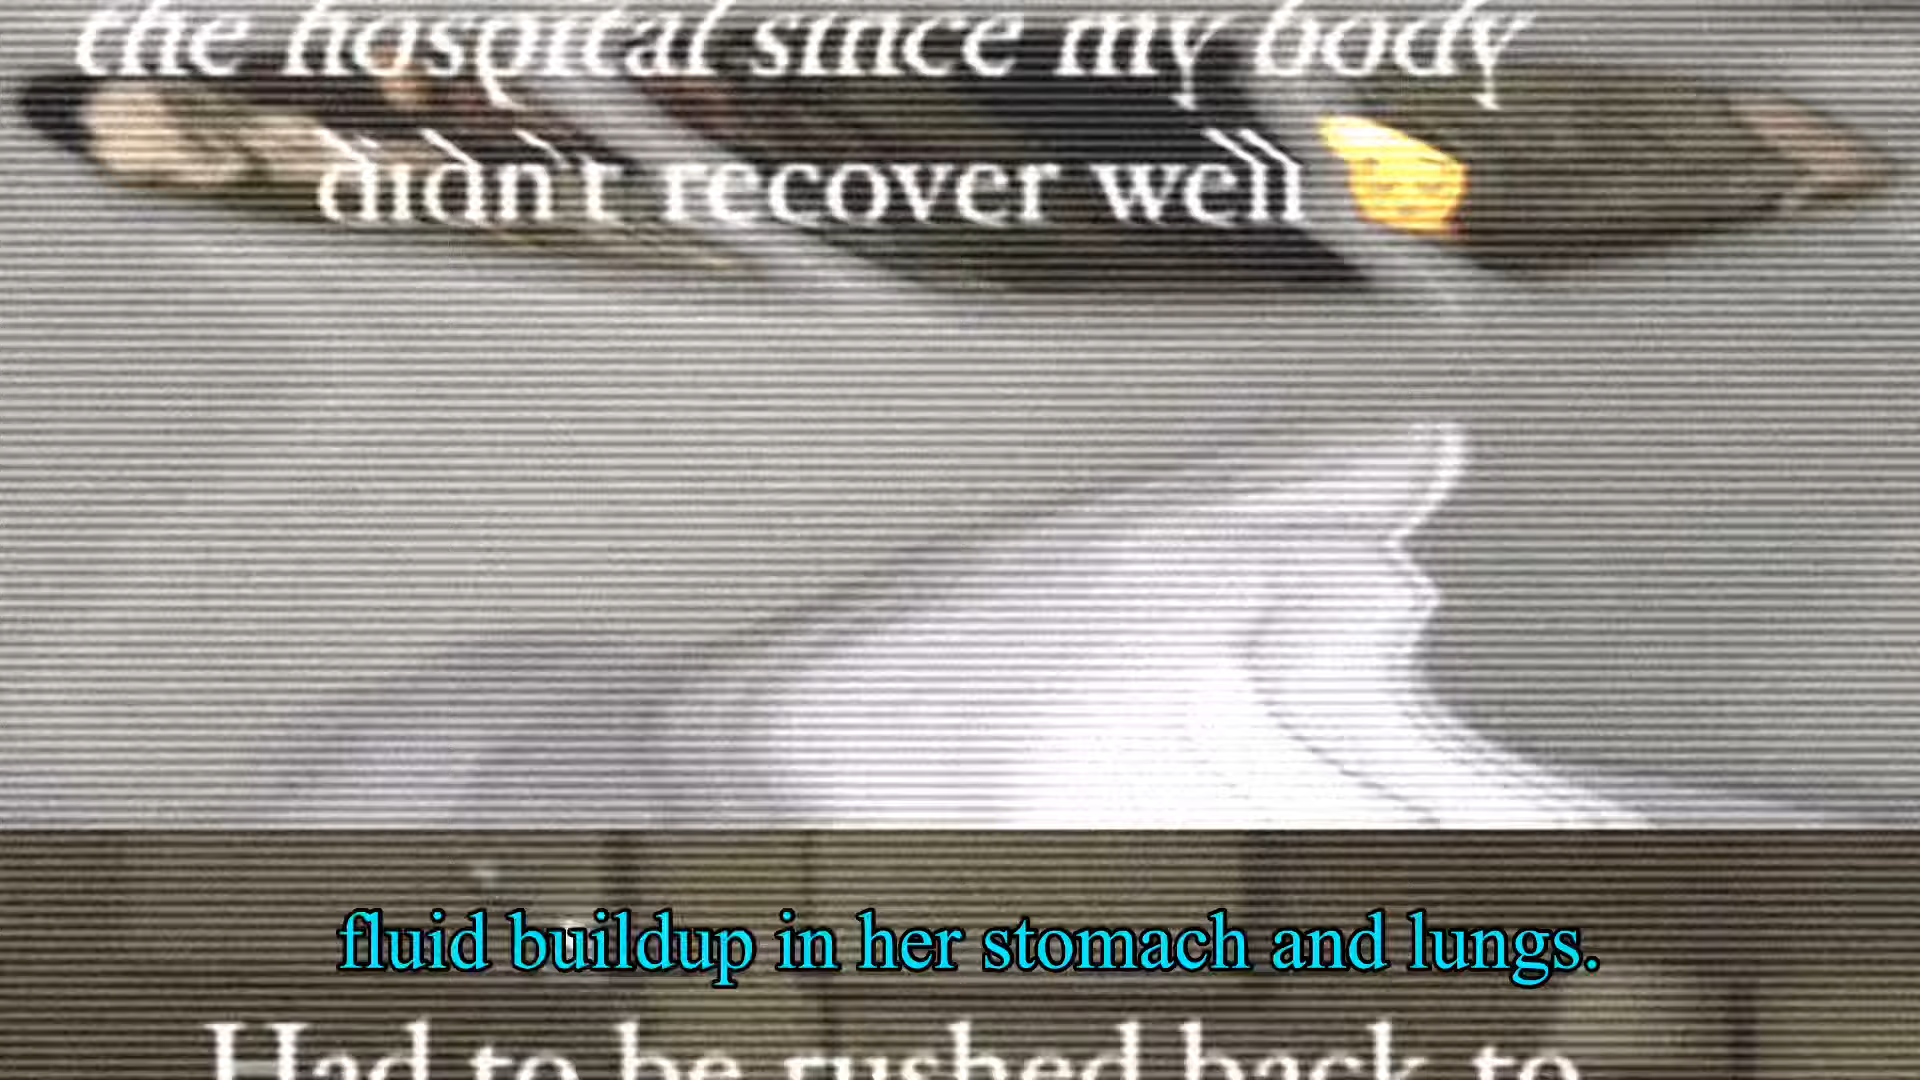 the hospital since my body
didn't recover well
fluid buildup in her stomach and lungs.
Had to be rushed back to